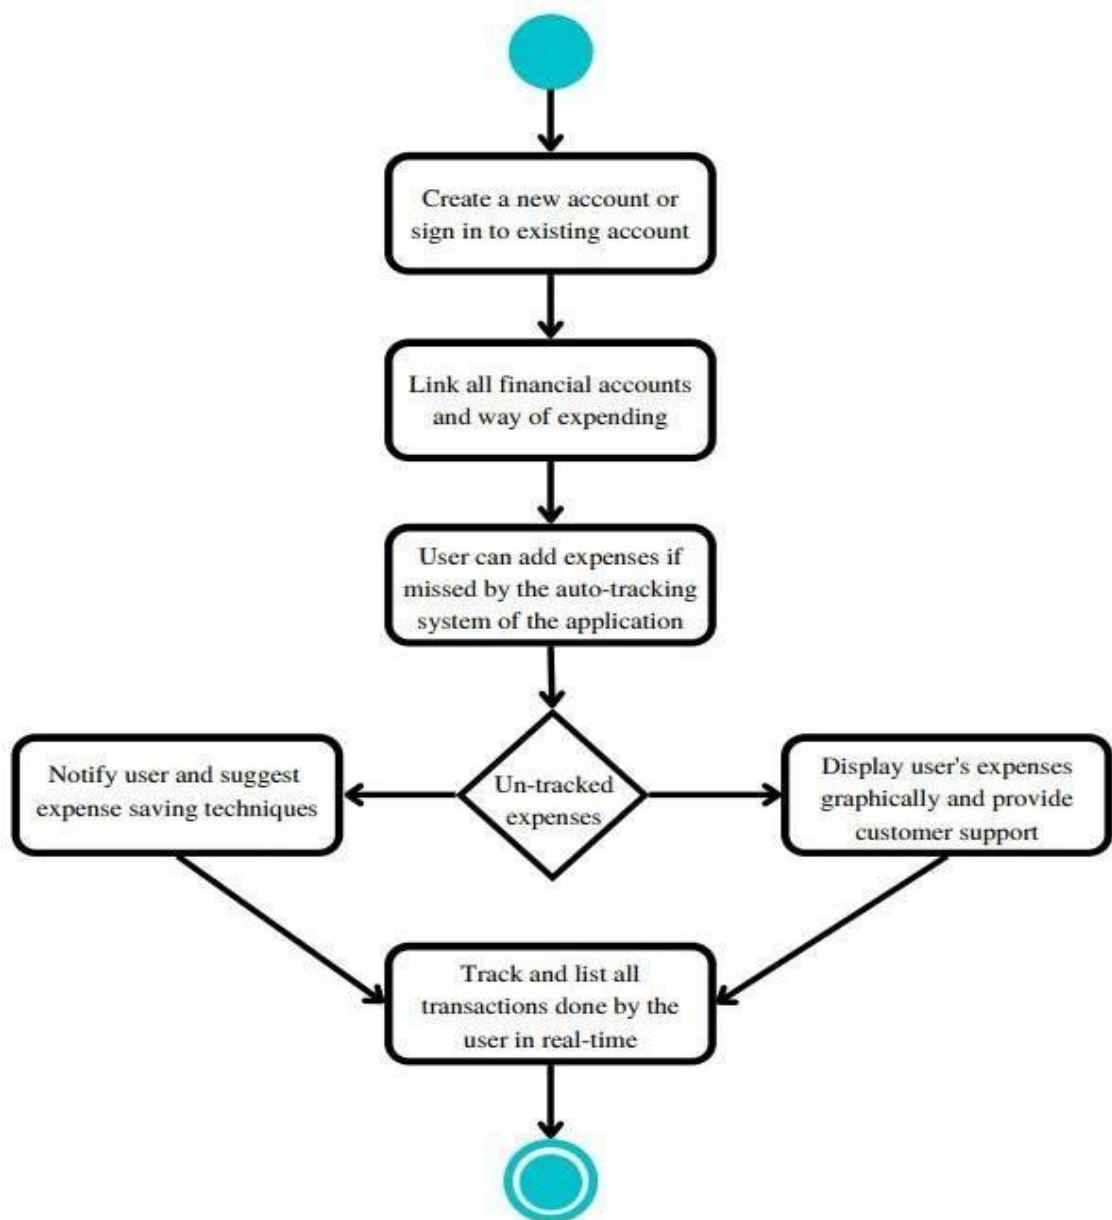 Create a new account or
sign in to existing account
Link all financial accounts
and way of expending
User can add expenses if
missed by the auto-tracking
system of the application
Notify user and suggest
expense saving techniques
Un-tracked
expenses
Display user's expenses
graphically and provide
customer support
Track and list all
transactions done by the
user in real-time